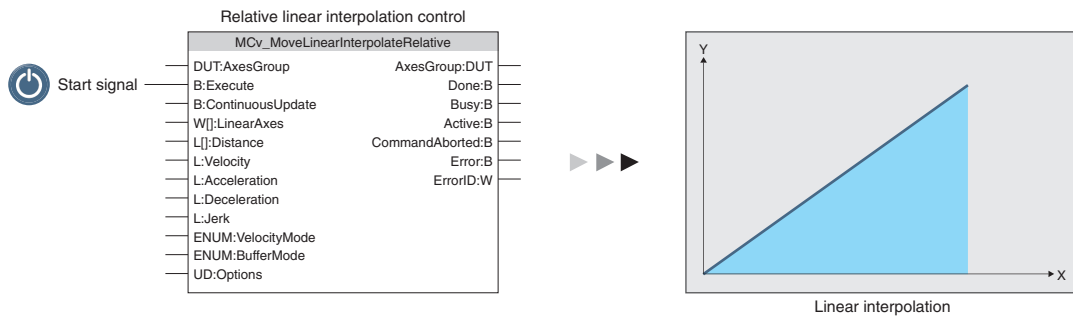 Relative linear interpolation control
MCv_MoveLinearInterpolateRelative
Start signal
DUT:AxesGroup AxesGroup:DUT
B:Execute Done:B
B:ContinuousUpdate Busy:B
W[]:LinearAxes Active:B
L[]:Distance CommandAborted:B
L:Velocity Error:B
L:Acceleration ErrorID:W
L:Deceleration
L:Jerk
ENUM:VelocityMode
ENUM:BufferMode
UD:Options
Y
X
Linear interpolation